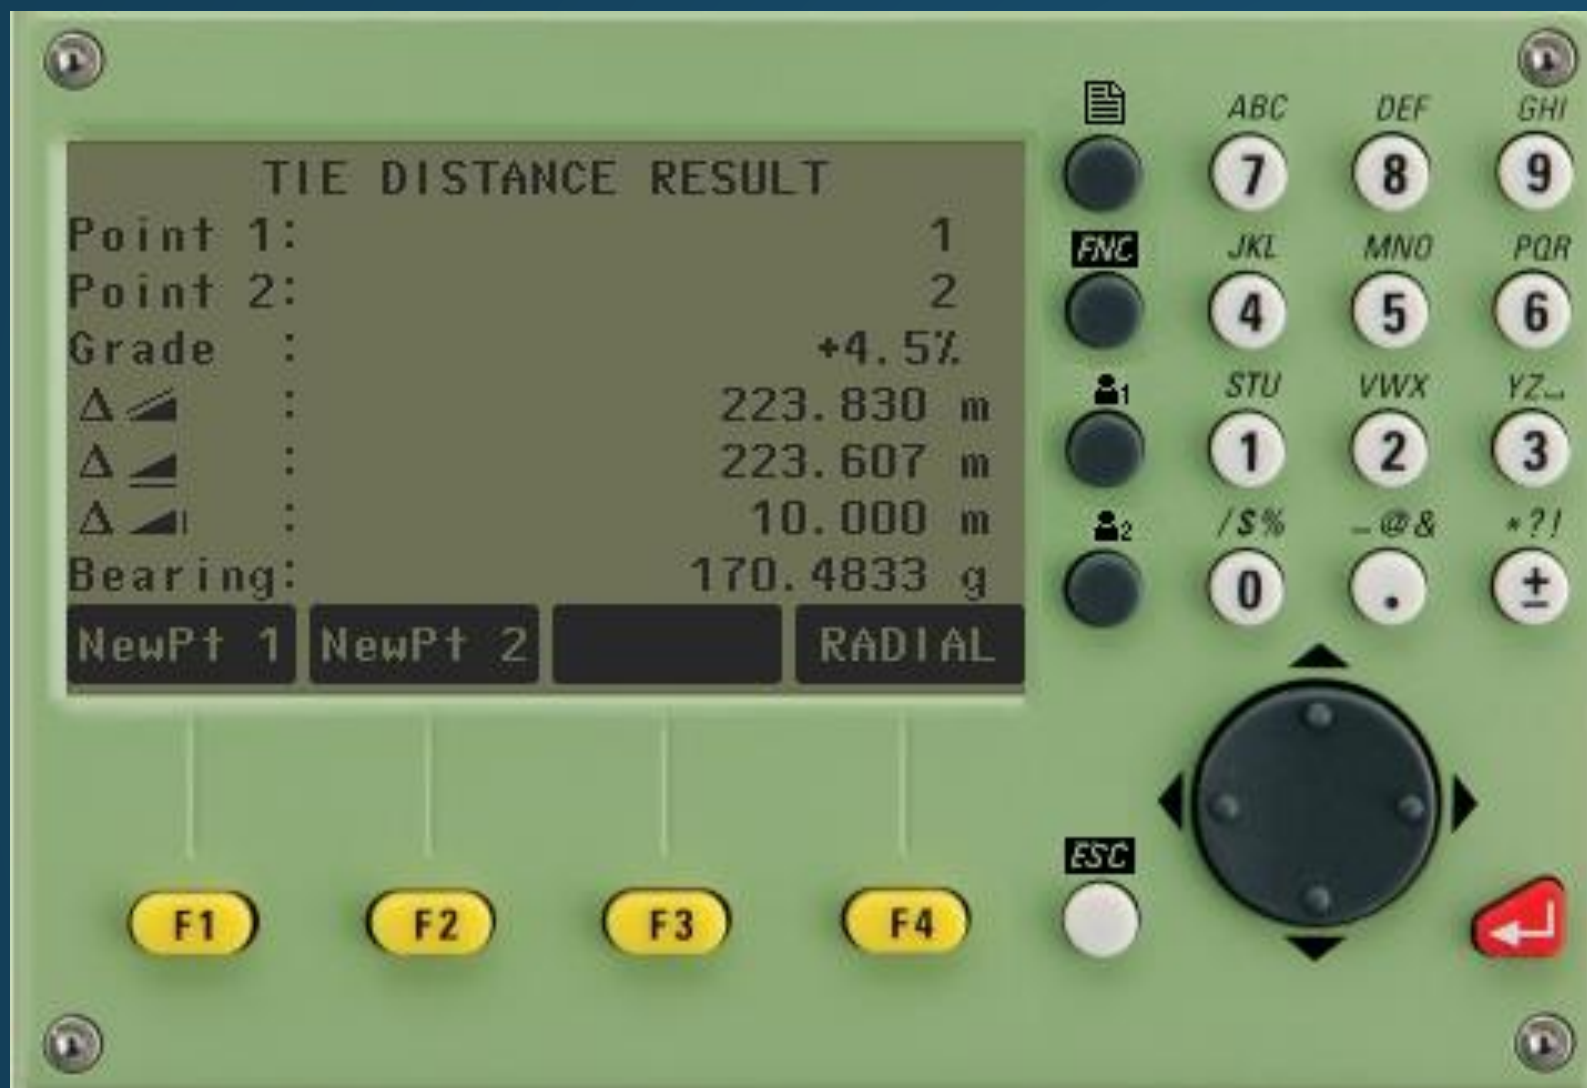 TIE DISTANCE RESULT
Point 1: 1
Point 2: 2
Grade : +4.5%
Δ : 223.830 m
Δ : 223.607 m
Δ : 10.000 m
Bearing: 170.4833 g
NewPt 1 NewPt 2 RADIAL
F1 F2 F3 F4
ABC DEF GHI
7 8 9
FNC JKL MNO PQR
4 5 6
1 STU VWX YZ⎵
1 2 3
2 /$% _@& *?!
0 . ±
ESC